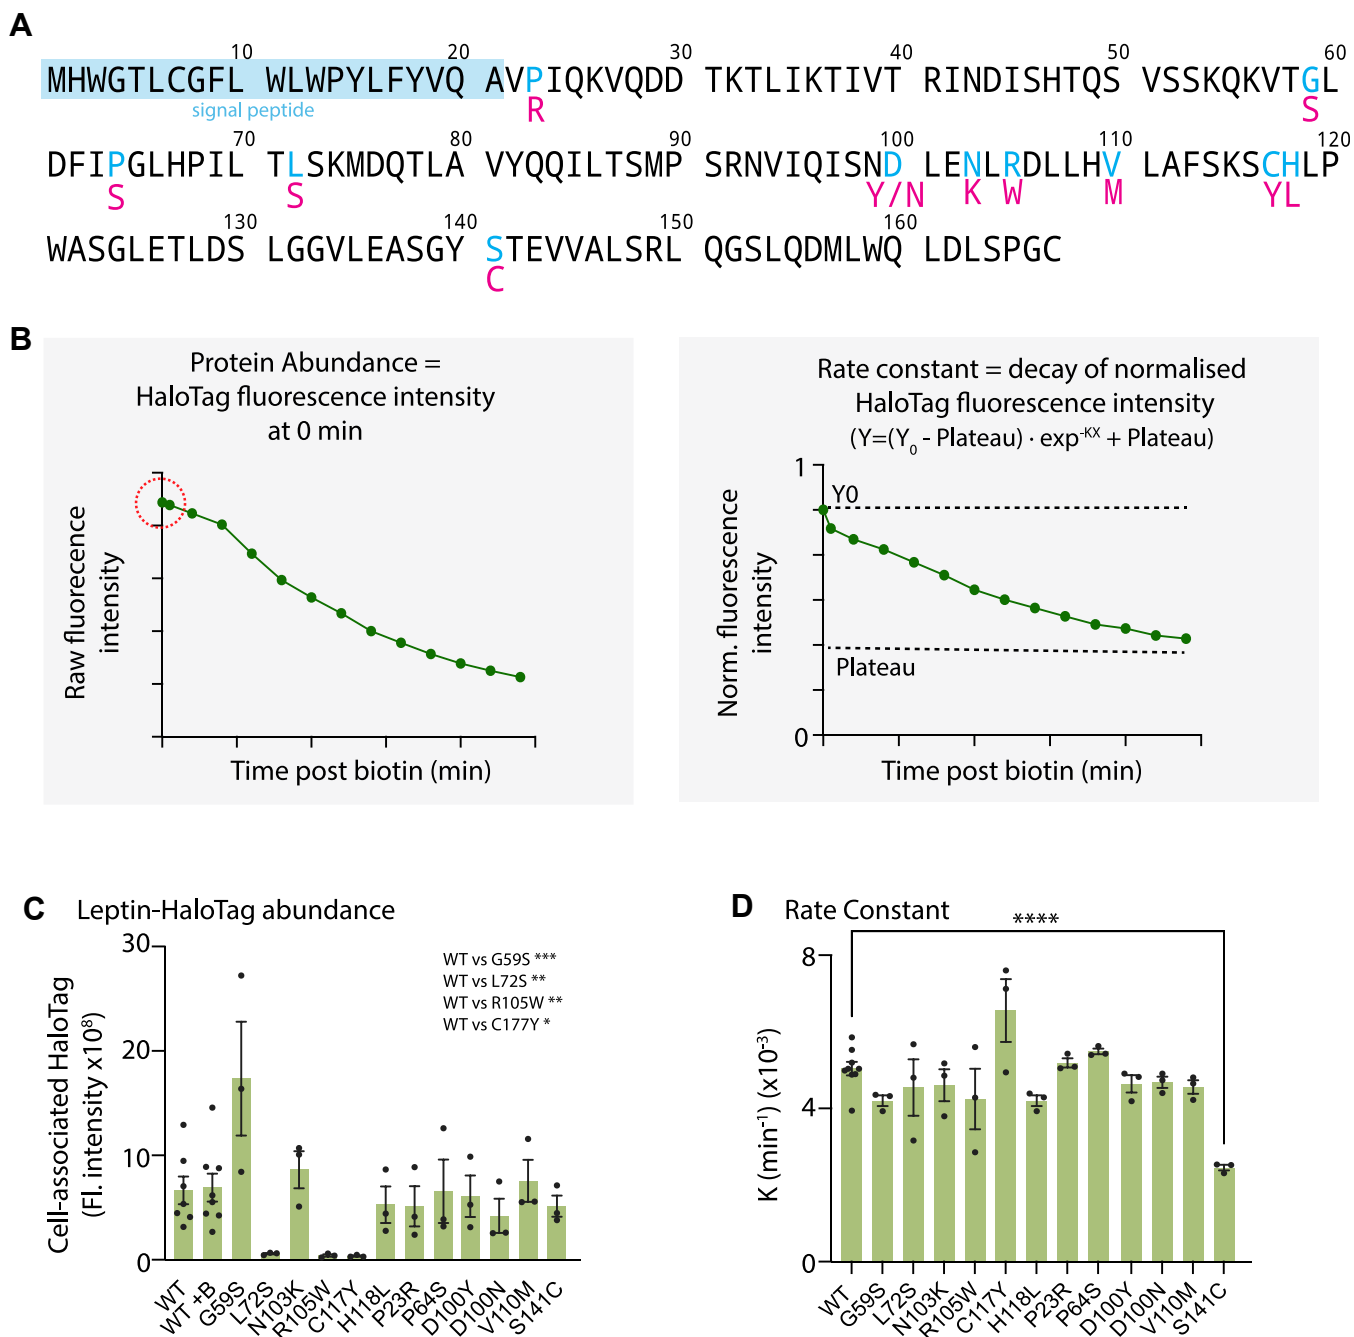 A
10 20 30 40 50 60
MHWGTLCGFL WLWPYLFYVQ AVPIQKVQDD TKTLIKTIVT RINDISHTQS VSSKQKVTGL
signal peptide
R S
70 80 90 100 110 120
DFIPGLHPIL TLSKMDQTLA VYQQILTSMP SRNVIQISND LENLRDLLHV LAFSKSCHLP
S S Y/N K W M YL
130 140 150 160
WASGLETLDS LGGVLEASGY STEVVALSRL QGSLQDMLWQ LDLSPGC
C
B
Protein Abundance =
HaloTag fluorescence intensity
at 0 min
Raw fluorecence
intensity
Time post biotin (min)
Rate constant = decay of normalised
HaloTag fluorescence intensity
(Y=(Y0 - Plateau) · exp-KX + Plateau)
1
Y0
Norm. fluorescence
intensity
Plateau
0
Time post biotin (min)
C Leptin-HaloTag abundance
30
20
10
0
Cell-associated HaloTag
(Fl. intensity x10⁸)
WT vs G59S ***
WT vs L72S **
WT vs R105W **
WT vs C177Y *
WT
WT +B
G59S
L72S
N103K
R105W
C117Y
H118L
P23R
P64S
D100Y
D100N
V110M
S141C
D Rate Constant
****
8
4
0
K (min⁻¹) (x10⁻³)
WT
G59S
L72S
N103K
R105W
C117Y
H118L
P23R
P64S
D100Y
D100N
V110M
S141C